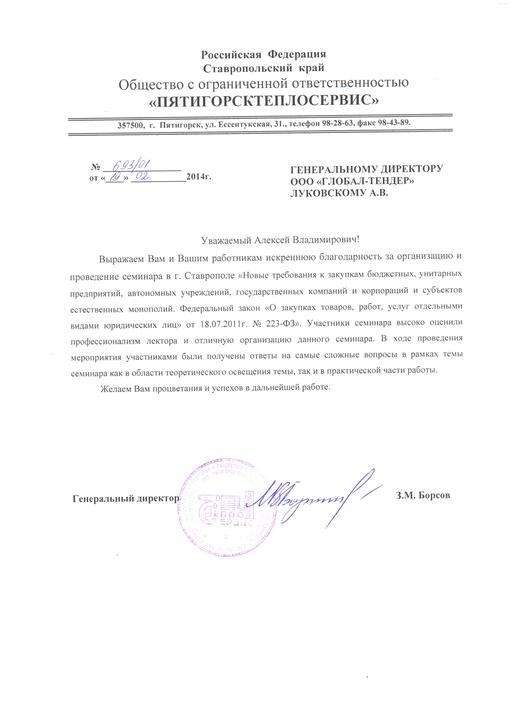 Российская Федерация
Ставропольский край
Общество с ограниченной ответственностью
«ПЯТИГОРСКТЕПЛОСЕРВИС»
357500, г. Пятигорск, ул. Ессентукская, 31., телефон 98-28-63, факс 98-43-89.
№ 693/01
от « » 02 2014г.
ГЕНЕРАЛЬНОМУ ДИРЕКТОРУ
ООО «ГЛОБАЛ-ТЕНДЕР»
ЛУКОВСКОМУ А.В.
Уважаемый Алексей Владимирович!
Выражаем Вам и Вашим работникам искреннюю благодарность за организацию и
проведение семинара в г. Ставрополе «Новые требования к закупкам бюджетных, унитарных
предприятий, автономных учреждений, государственных компаний и корпораций и субъектов
естественных монополий. Федеральный закон «О закупках товаров, работ, услуг отдельными
видами юридических лиц» от 18.07.2011г. № 223-ФЗ». Участники семинара высоко оценили
профессионализм лектора и отличную организацию данного семинара. В ходе проведения
мероприятия участниками были получены ответы на самые сложные вопросы в рамках темы
семинара как в области теоретического освещения темы, так и в практической части работы.
Желаем Вам процветания и успехов в дальнейшей работе.
Генеральный директор
З.М. Борсов